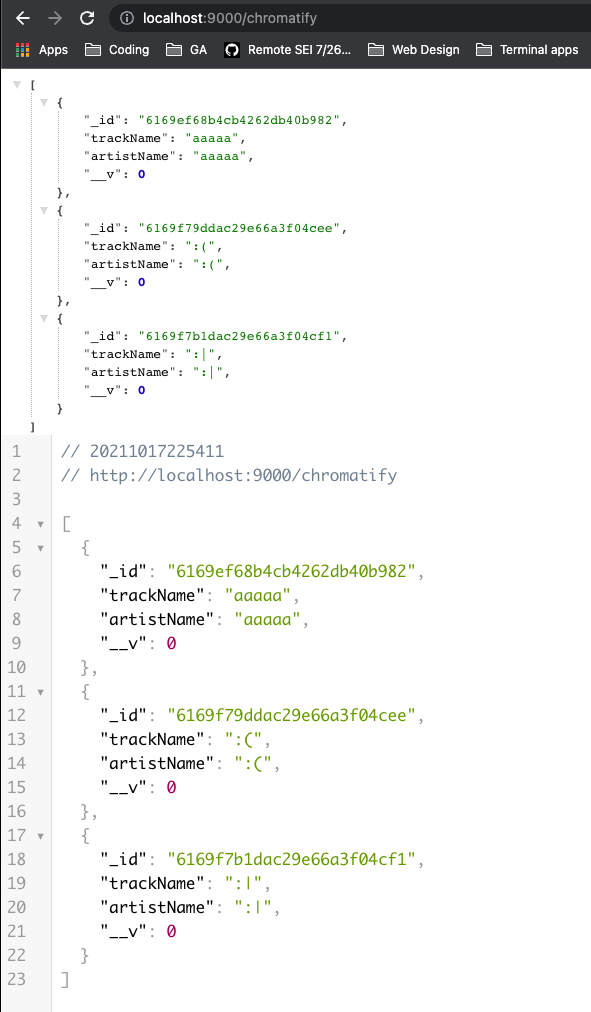 localhost:9000/chromatify
Apps Coding GA Remote SEI 7/26... Web Design Terminal apps
[
{
"_id": "6169ef68b4cb4262db40b982",
"trackName": "aaaaa",
"artistName": "aaaaa",
"__v": 0
},
{
"_id": "6169f79ddac29e66a3f04cee",
"trackName": ":(",
"artistName": ":(",
"__v": 0
},
{
"_id": "6169f7b1dac29e66a3f04cf1",
"trackName": ":|",
"artistName": ":|",
"__v": 0
}
]
1 // 20211017225411
2 // http://localhost:9000/chromatify
3
4 [
5 {
6 "_id": "6169ef68b4cb4262db40b982",
7 "trackName": "aaaaa",
8 "artistName": "aaaaa",
9 "__v": 0
10 },
11 {
12 "_id": "6169f79ddac29e66a3f04cee",
13 "trackName": ":(",
14 "artistName": ":(",
15 "__v": 0
16 },
17 {
18 "_id": "6169f7b1dac29e66a3f04cf1",
19 "trackName": ":|",
20 "artistName": ":|",
21 "__v": 0
22 }
23 ]